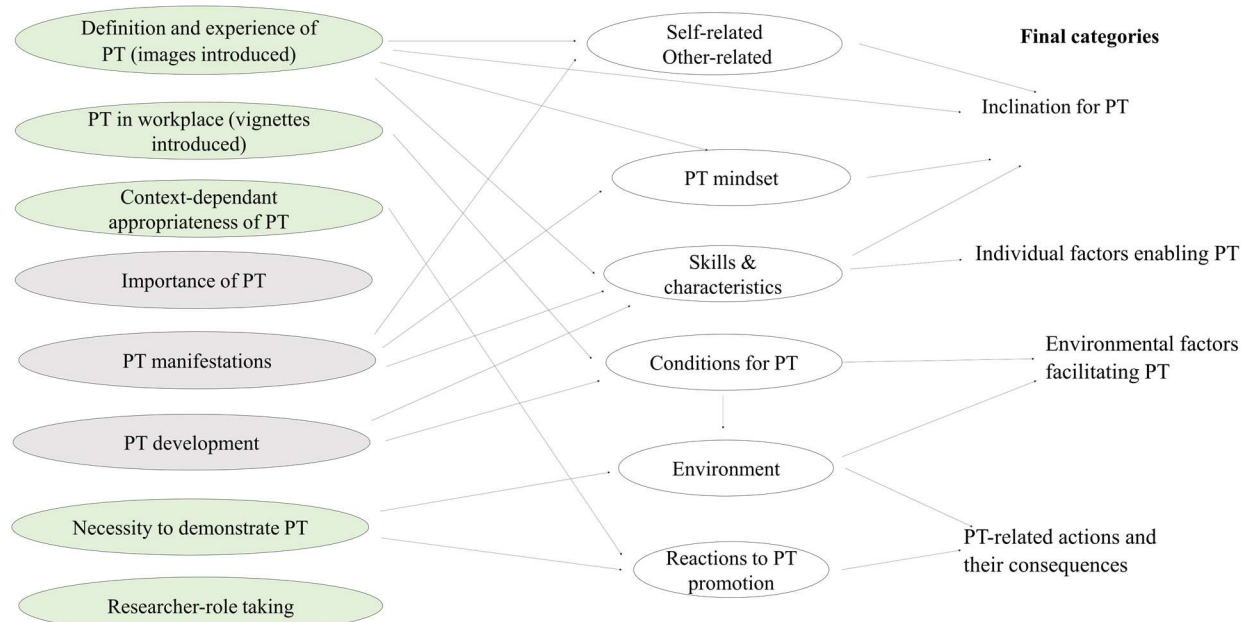 Definition and experience of
PT (images introduced)
PT in workplace (vignettes
introduced)
Context-dependant
appropriateness of PT
Importance of PT
PT manifestations
PT development
Necessity to demonstrate PT
Researcher-role taking
Self-related
Other-related
PT mindset
Skills &
characteristics
Conditions for PT
Environment
Reactions to PT
promotion
Final categories
Inclination for PT
Individual factors enabling PT
Environmental factors
facilitating PT
PT-related actions and
their consequences